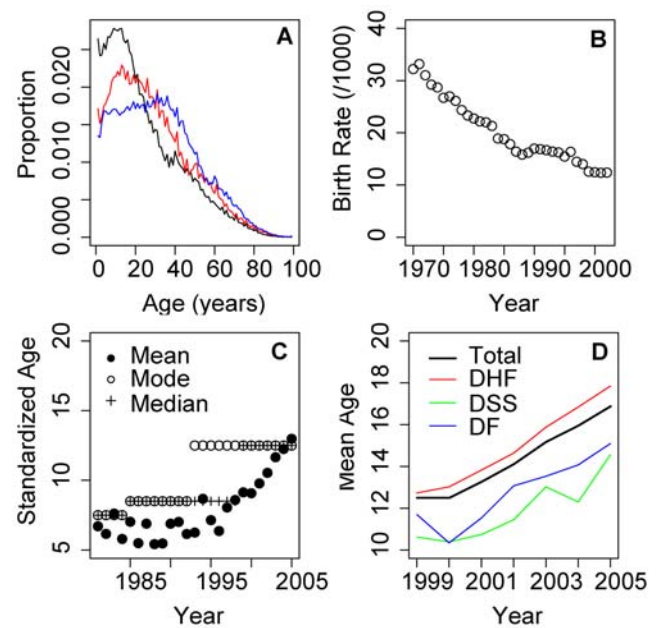 A
Proportion
0.000
0.010
0.020
0 20 40 60 80 100
Age (years)
B
Birth Rate (/1000)
0 10 20 30 40
1970 1980 1990 2000
Year
C
Standardized Age
5 10 15 20
Mean
Mode
Median
1985 1995 2005
Year
D
Mean Age
10 12 14 16 18 20
Total
DHF
DSS
DF
1999 2001 2003 2005
Year